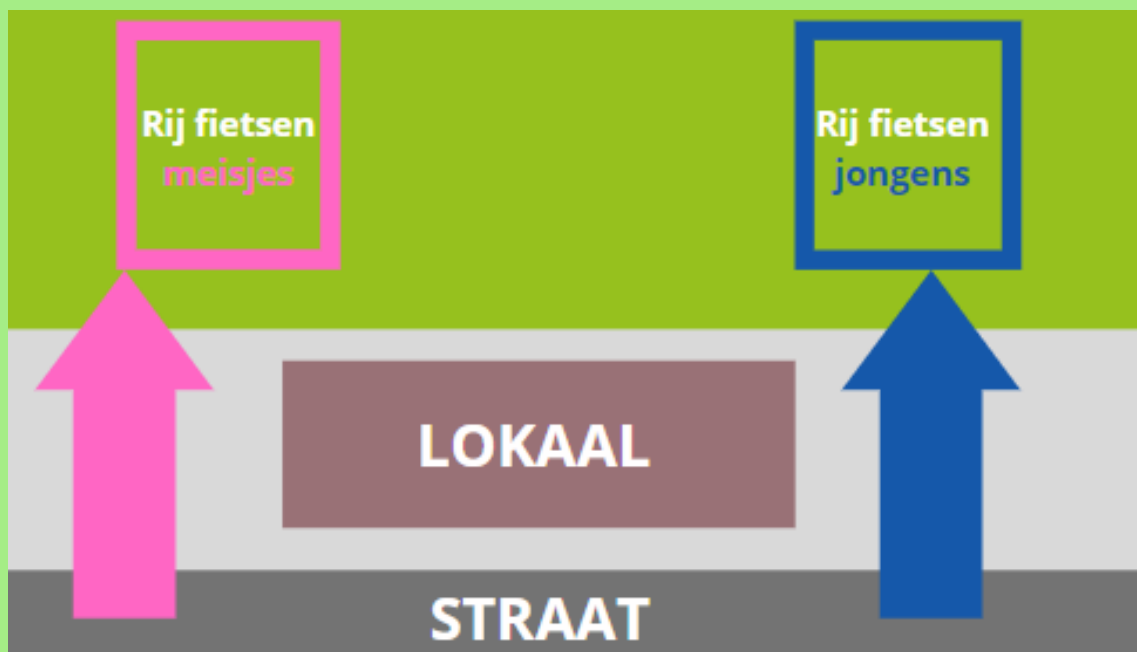 Rij fietsen
meisjes
Rij fietsen
jongens
LOKAAL
STRAAT